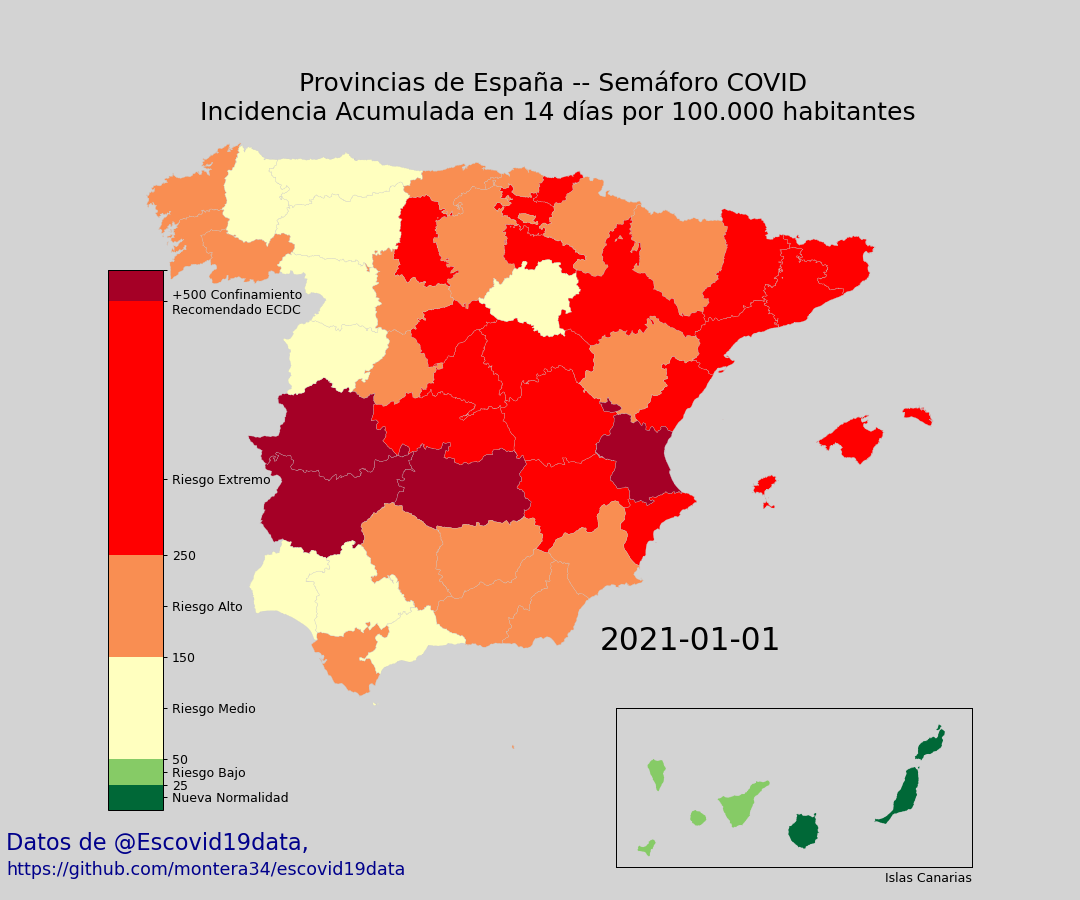 Provincias de España -- Semáforo COVID
Incidencia Acumulada en 14 días por 100.000 habitantes
+500 Confinamiento
Recomendado ECDC
Riesgo Extremo
250
Riesgo Alto
150
Riesgo Medio
50
Riesgo Bajo
25
Nueva Normalidad
2021-01-01
Islas Canarias
Datos de @Escovid19data,
https://github.com/montera34/escovid19data